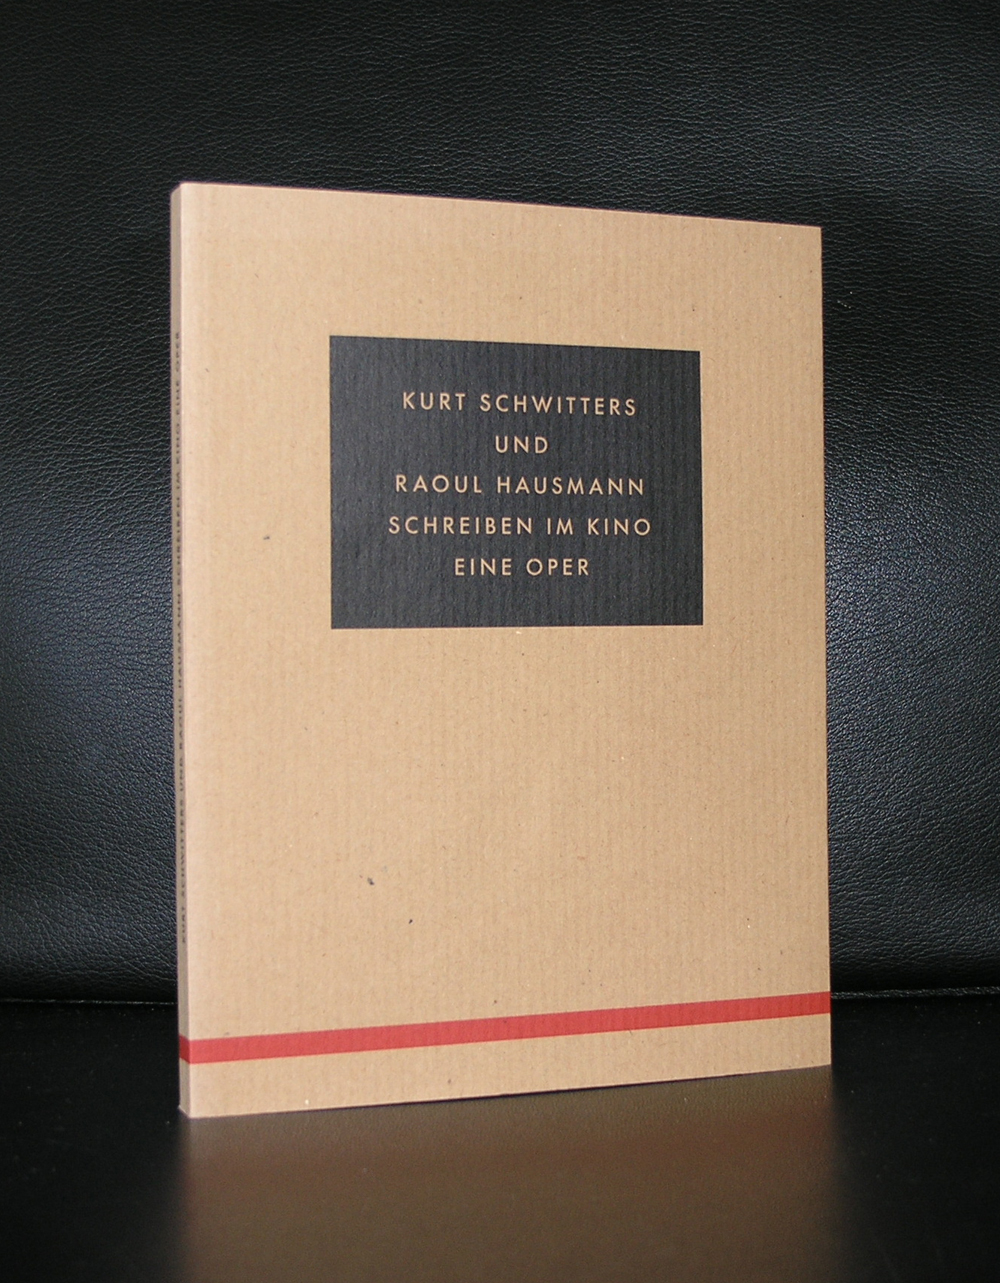 KURT SCHWITTERS
UND
RAOUL HAUSMANN
SCHREIBEN IM KINO
EINE OPER
KURT SCHWITTERS UND RAOUL HAUSMANN SCHREIBEN IM KINO EINE OPER